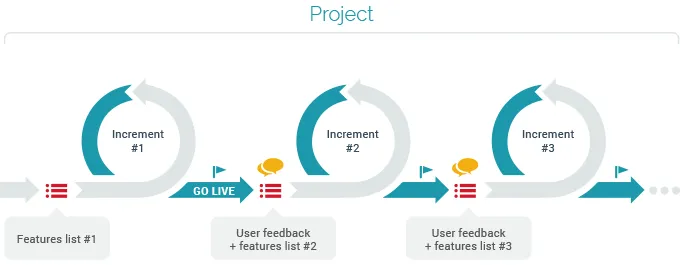 Project
Increment
#1
Increment
#2
Increment
#3
GO LIVE
Features list #1
User feedback
+ features list #2
User feedback
+ features list #3